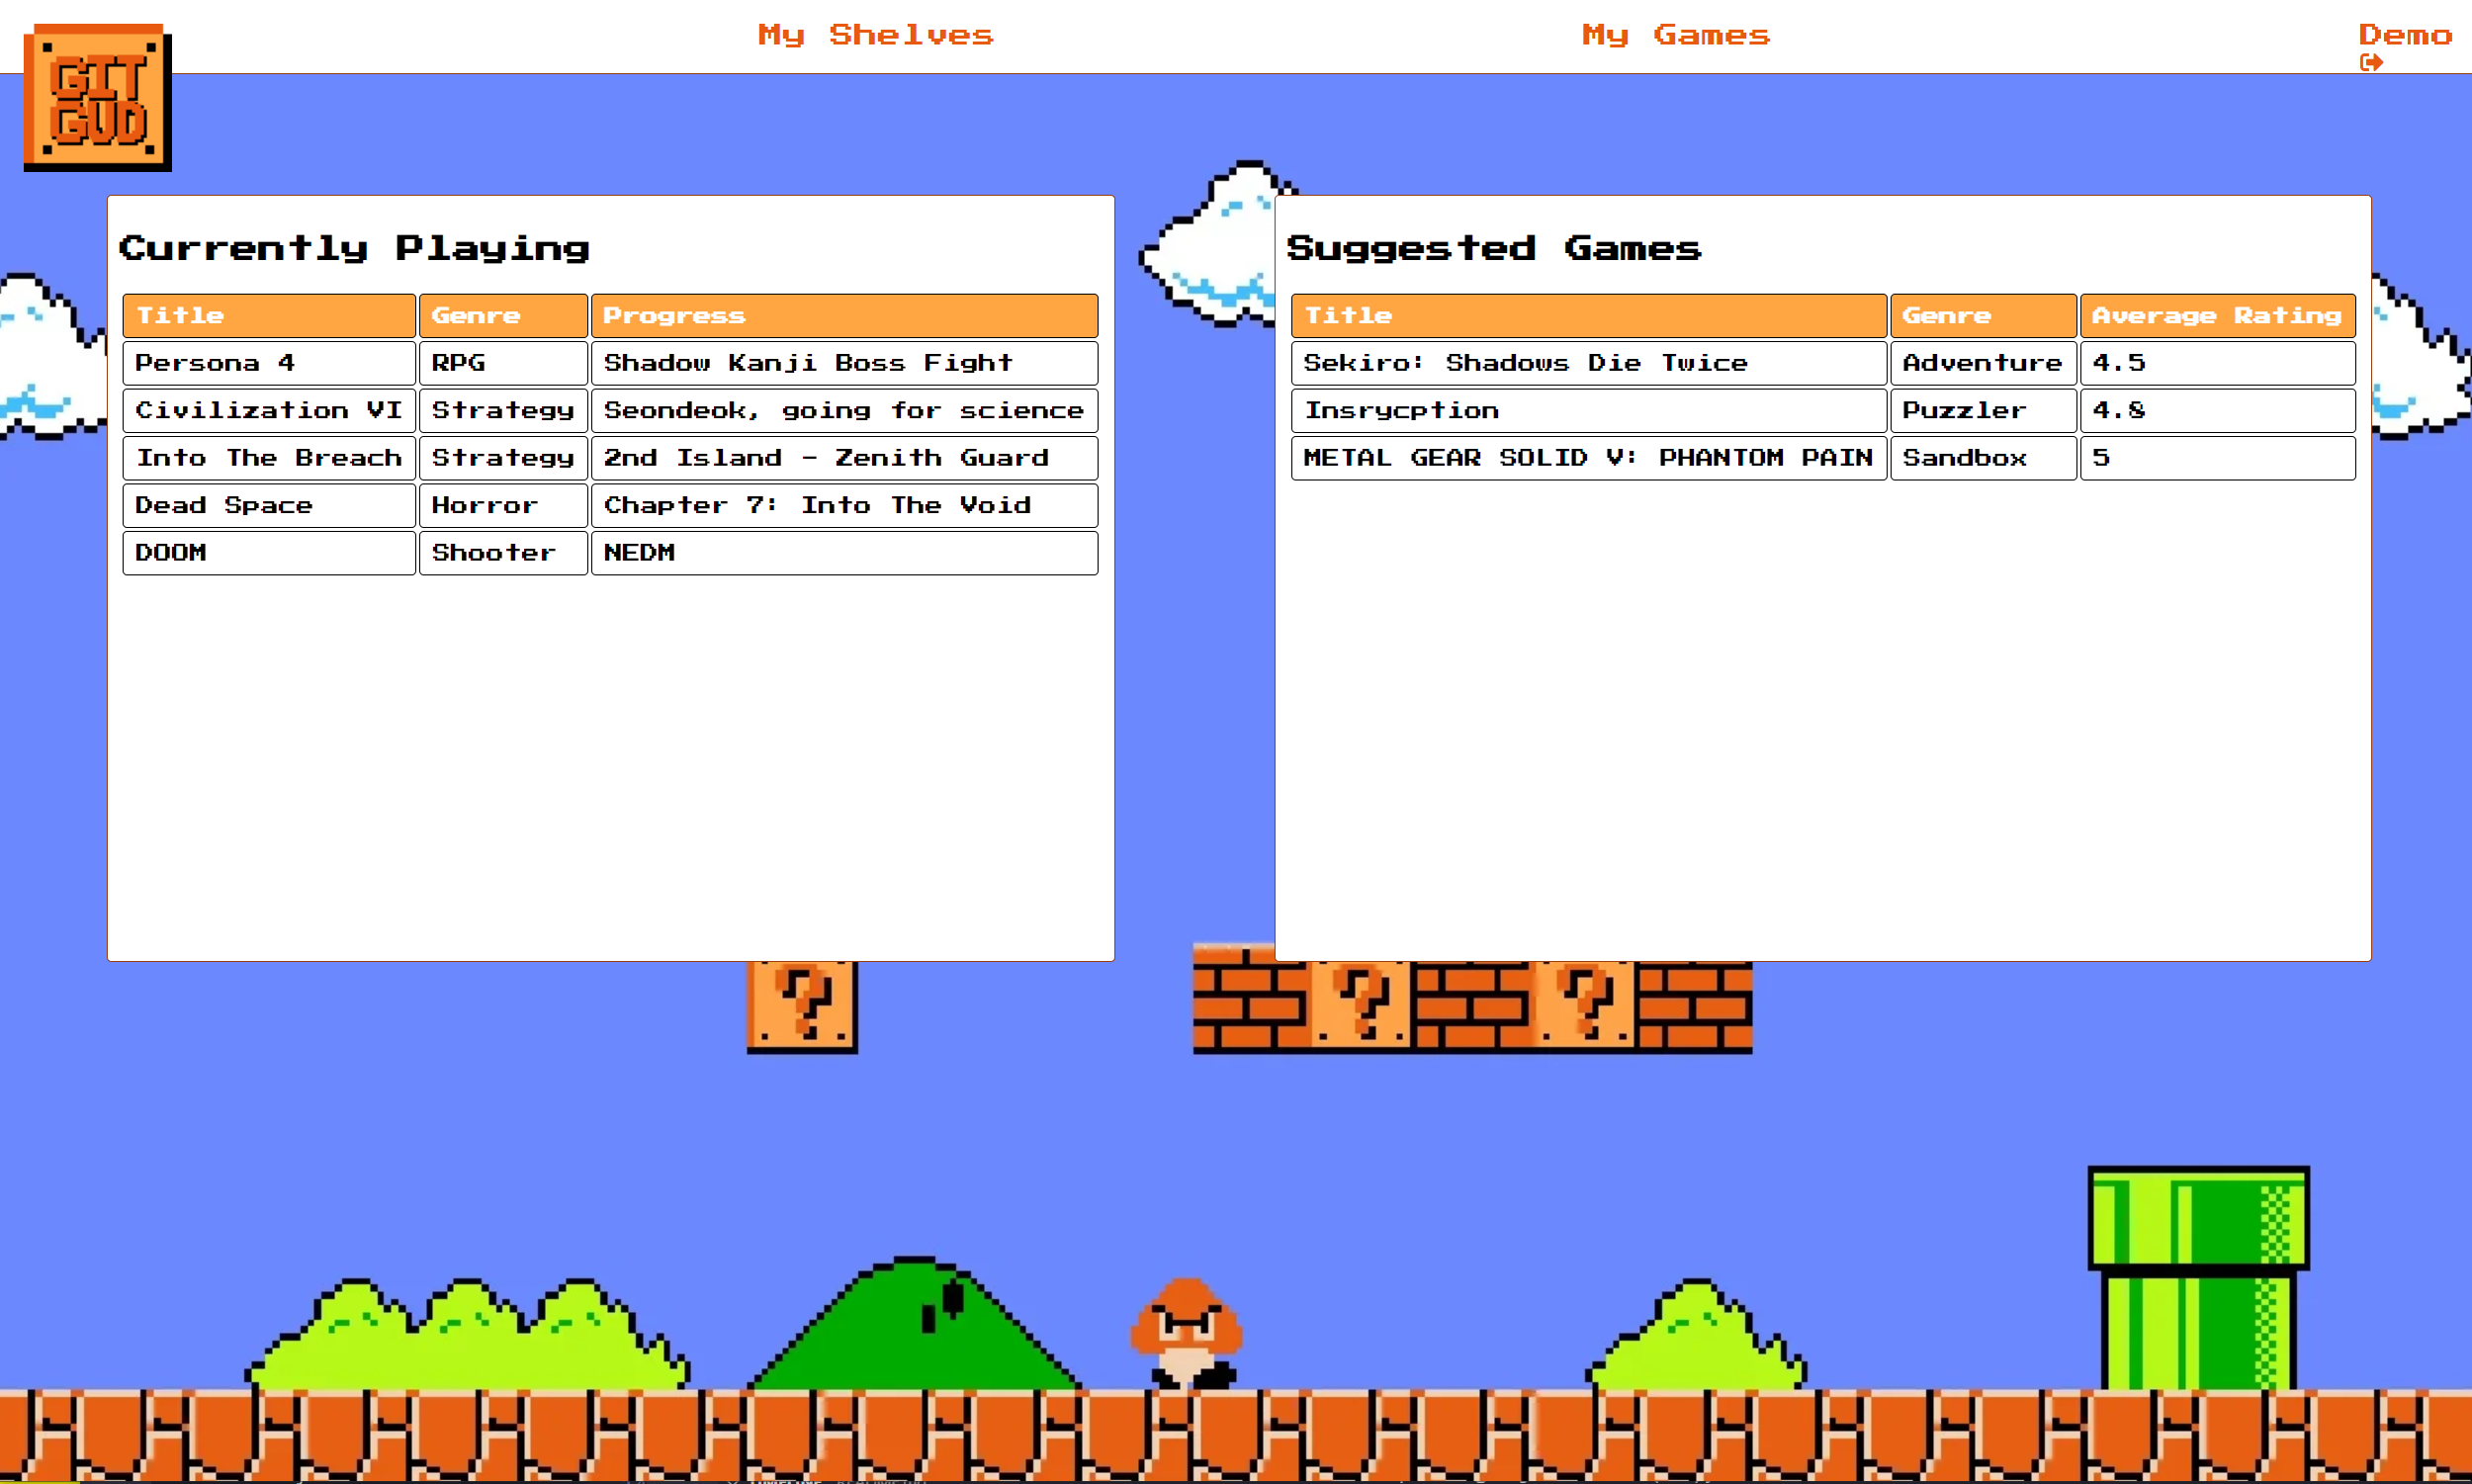 My Shelves My Games Demo
GIT
GUD
Currently Playing
Title Genre Progress
Persona 4 RPG Shadow Kanji Boss Fight
Civilization VI Strategy Seondeok, going for science
Into The Breach Strategy 2nd Island - Zenith Guard
Dead Space Horror Chapter 7: Into The Void
DOOM Shooter NEDM
Suggested Games
Title Genre Average Rating
Sekiro: Shadows Die Twice Adventure 4.5
Insrycption Puzzler 4.8
METAL GEAR SOLID V: PHANTOM PAIN Sandbox 5
? ? ?